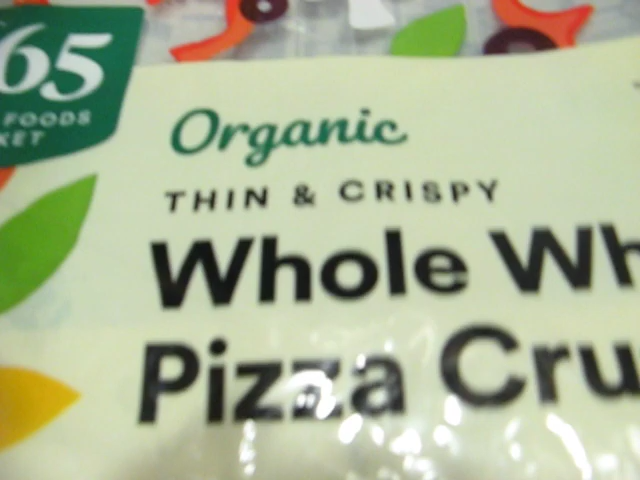 65
FOODS
KET
Organic
THIN & CRISPY
Whole Wh
Pizza Cru